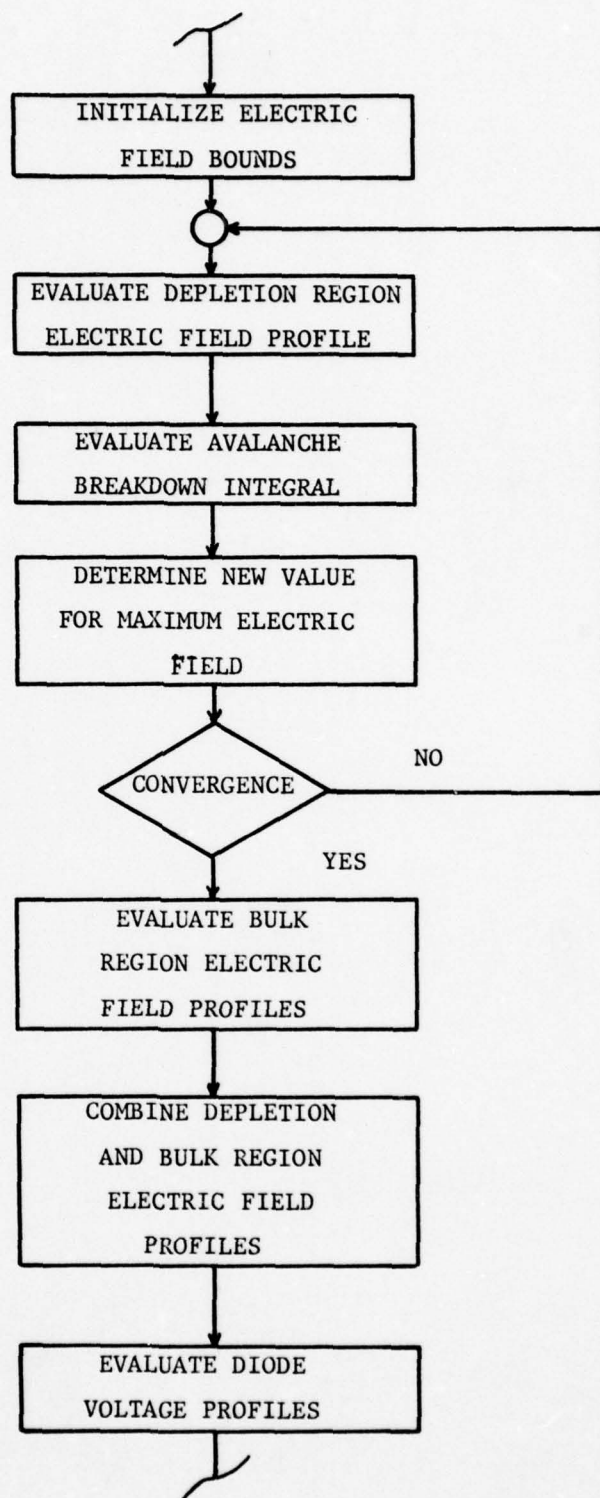 INITIALIZE ELECTRIC
FIELD BOUNDS
EVALUATE DEPLETION REGION
ELECTRIC FIELD PROFILE
EVALUATE AVALANCHE
BREAKDOWN INTEGRAL
DETERMINE NEW VALUE
FOR MAXIMUM ELECTRIC
FIELD
CONVERGENCE
NO
YES
EVALUATE BULK
REGION ELECTRIC
FIELD PROFILES
COMBINE DEPLETION
AND BULK REGION
ELECTRIC FIELD
PROFILES
EVALUATE DIODE
VOLTAGE PROFILES